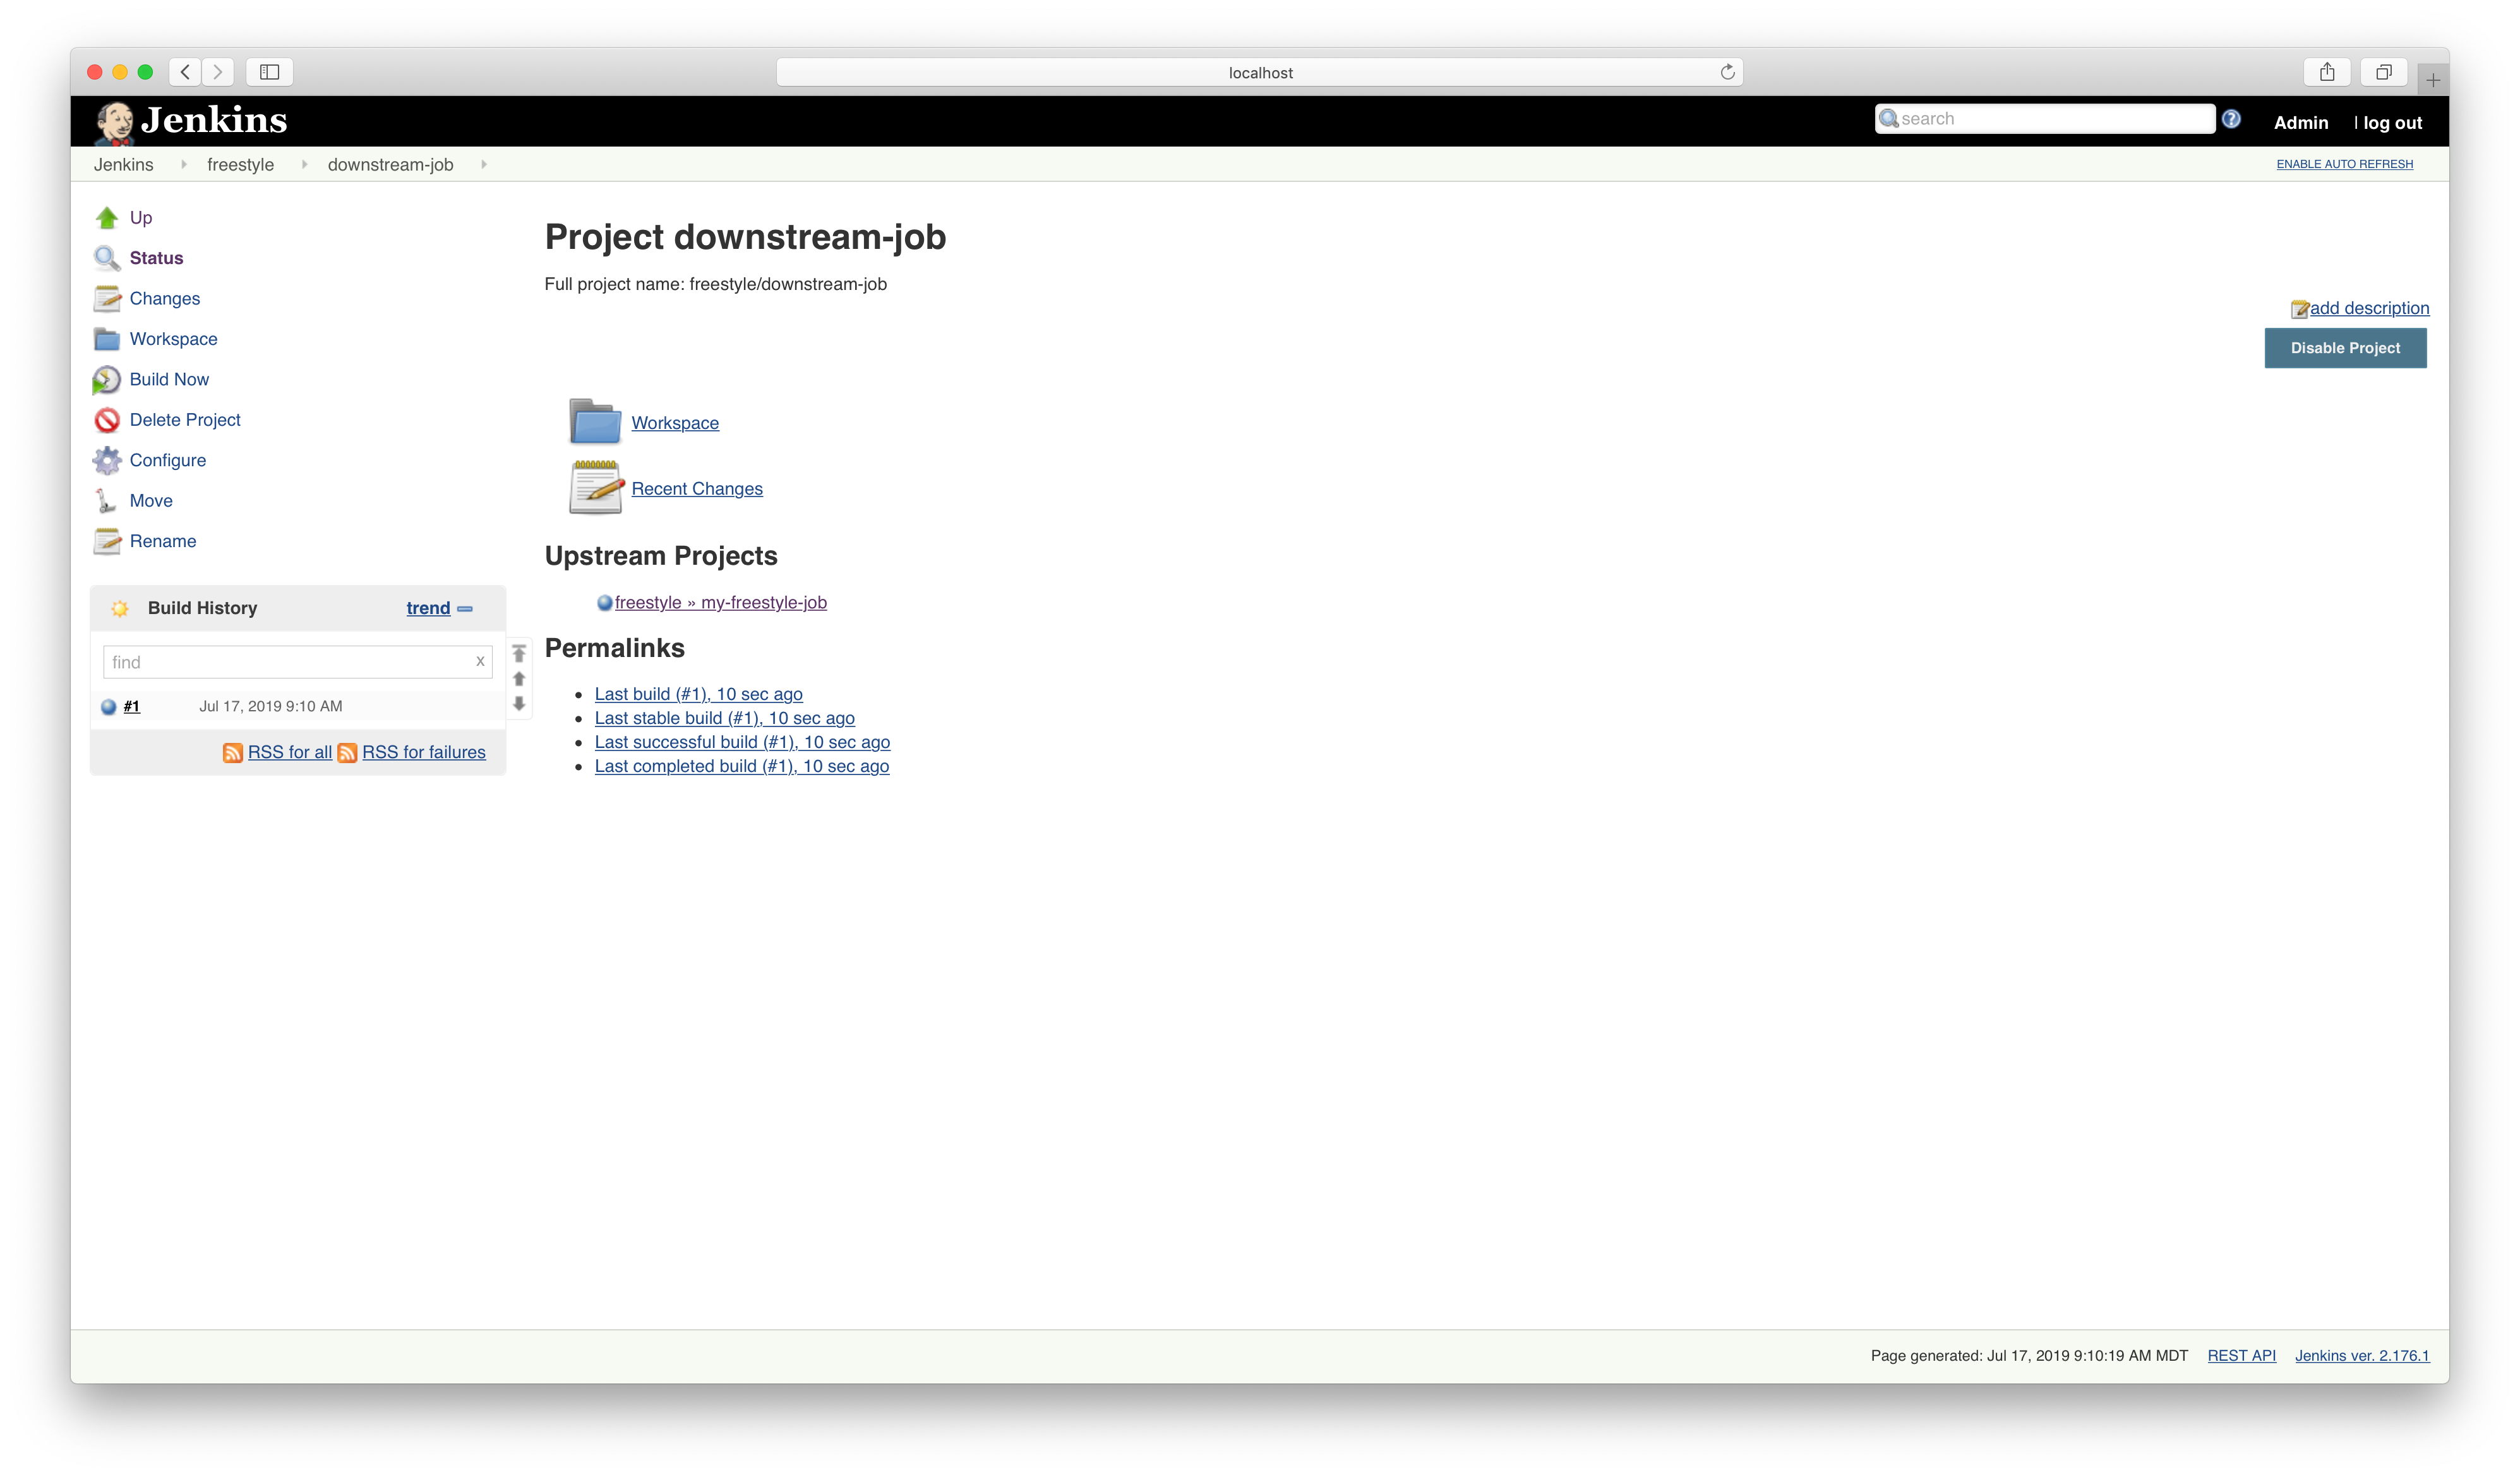 localhost
Jenkins
search
Admin
| log out
Jenkins
freestyle
downstream-job
ENABLE AUTO REFRESH
Up
Status
Changes
Workspace
Build Now
Delete Project
Configure
Move
Rename
Build History
trend
find
x
#1
Jul 17, 2019 9:10 AM
RSS for all
RSS for failures
Project downstream-job
Full project name: freestyle/downstream-job
add description
Disable Project
Workspace
Recent Changes
Upstream Projects
freestyle » my-freestyle-job
Permalinks
Last build (#1), 10 sec ago
Last stable build (#1), 10 sec ago
Last successful build (#1), 10 sec ago
Last completed build (#1), 10 sec ago
Page generated: Jul 17, 2019 9:10:19 AM MDT
REST API
Jenkins ver. 2.176.1